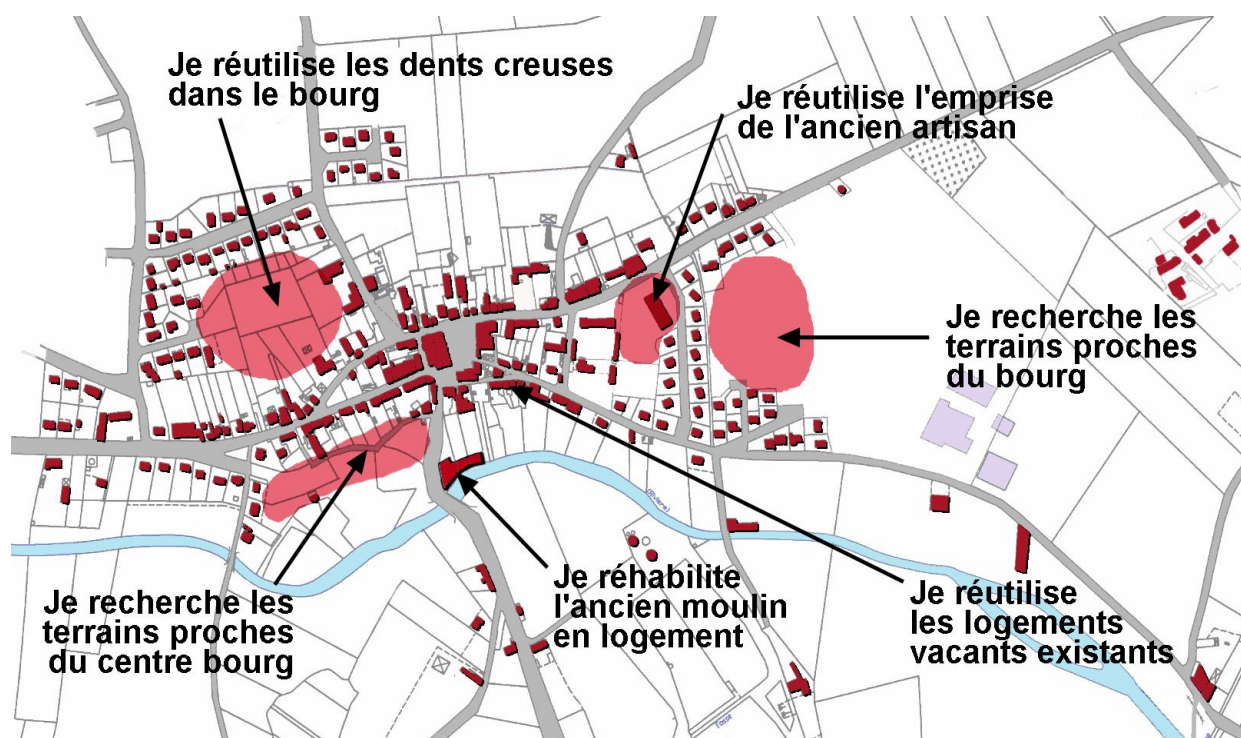 Je réutilise les dents creuses
dans le bourg
Je réutilise l'emprise
de l'ancien artisan
Je recherche les
terrains proches
du bourg
(Rivière)
Je recherche les
terrains proches
du centre bourg
Je réhabilite
l'ancien moulin
en logement
Je réutilise
les logements
vacants existants